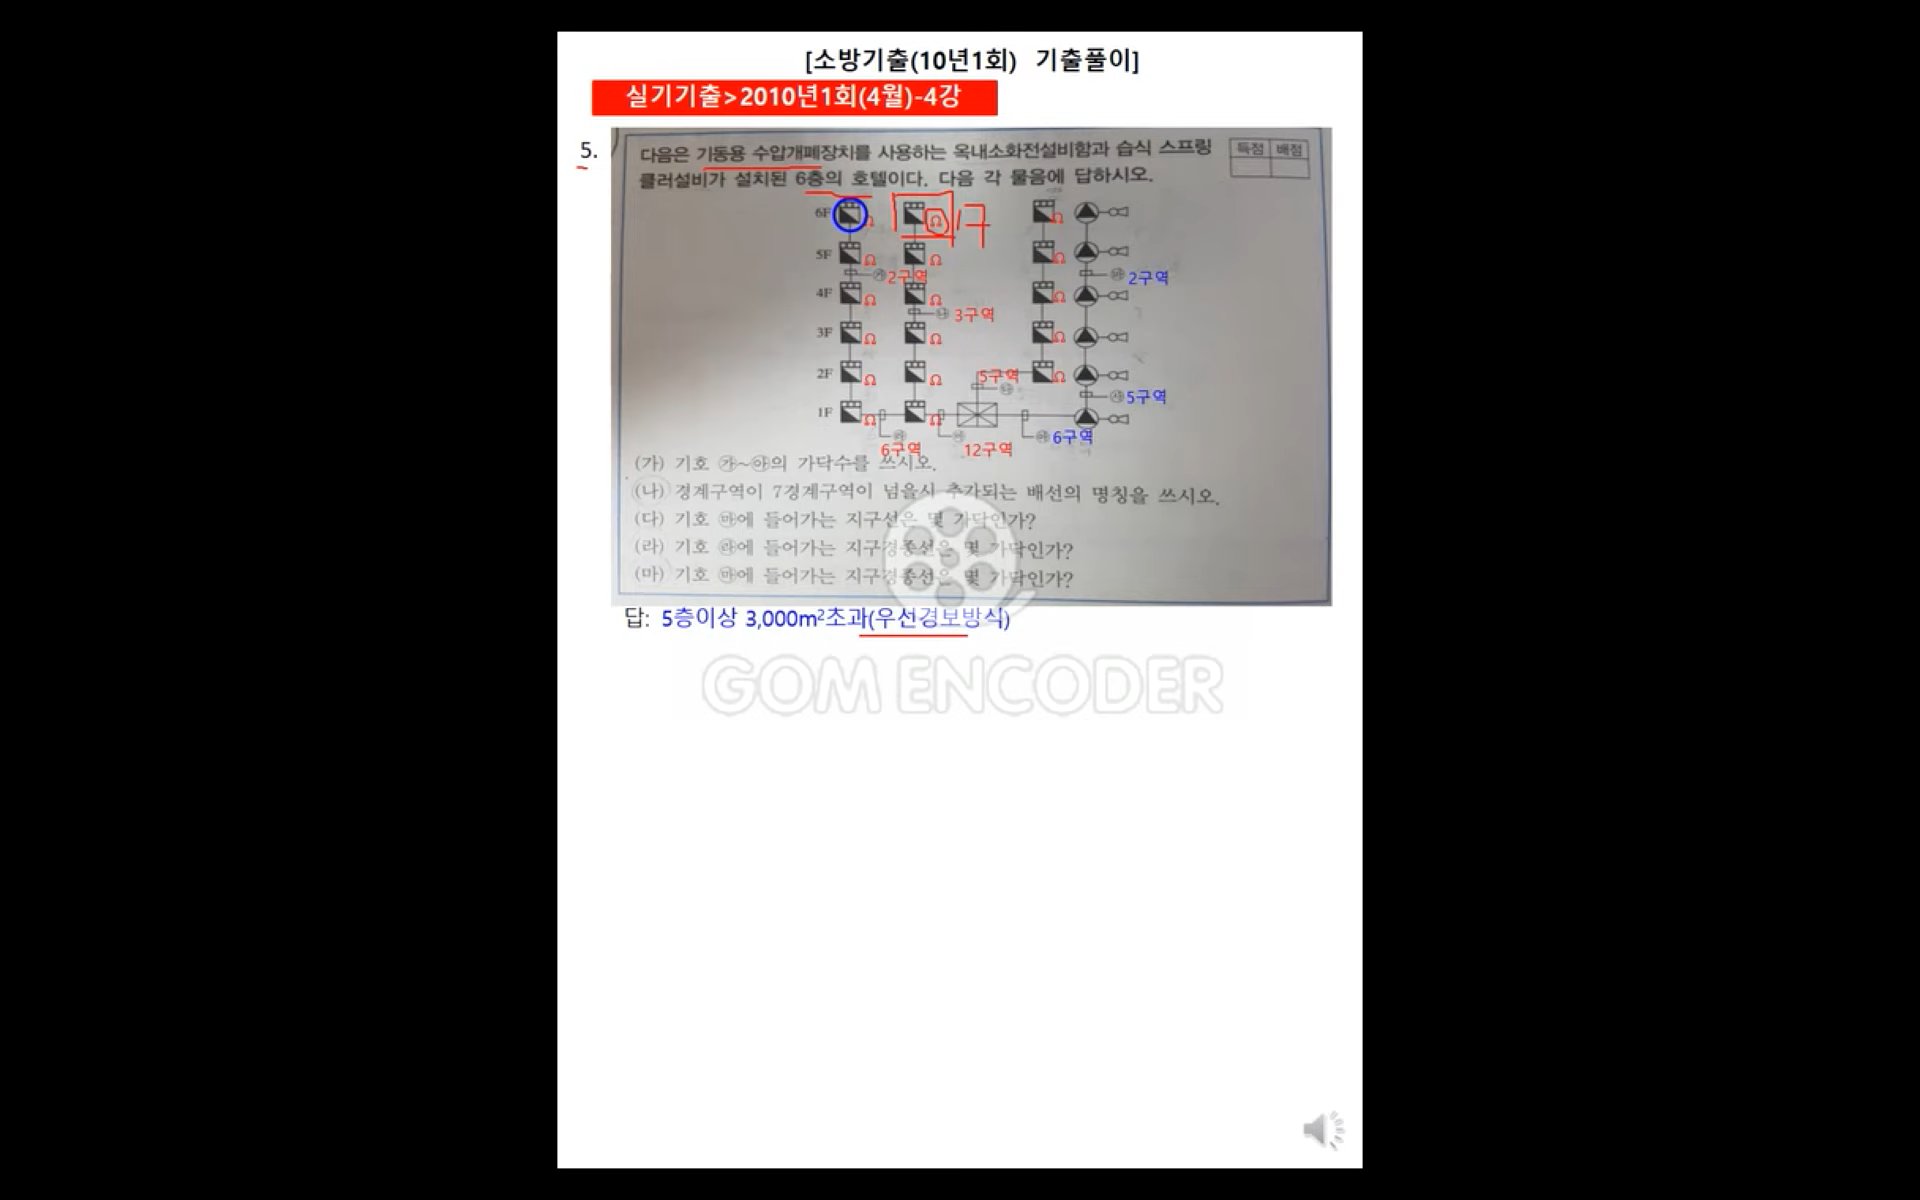 [소방기출(10년1회) 기출풀이]
실기기출>2010년1회(4월)-4강
5.
다음은 기동용 수압개폐장치를 사용하는 옥내소화전설비함과 습식 스프링
클러설비가 설치된 6층의 호텔이다. 다음 각 물음에 답하시오.
득점 배점
6F Ω Ω 17 Ω
5F Ω Ω Ω
㉮ 2구역 ㉳ 2구역
4F Ω Ω Ω
㉯ 3구역
3F Ω Ω Ω
2F Ω Ω 5구역 Ω
㉰ ㉴ 5구역
1F Ω Ω
㉱ ㉲ ㉵ 6구역
6구역 12구역
(가) 기호 ㉮~㉵의 가닥수를 쓰시오.
(나) 경계구역이 7경계구역이 넘을시 추가되는 배선의 명칭을 쓰시오.
(다) 기호 ㉲에 들어가는 지구선은 몇 가닥인가?
(라) 기호 ㉱에 들어가는 지구경종선은 몇 가닥인가?
(마) 기호 ㉲에 들어가는 지구경종선은 몇 가닥인가?
답: 5층이상 3,000m²초과(우선경보방식)
GOM ENCODER